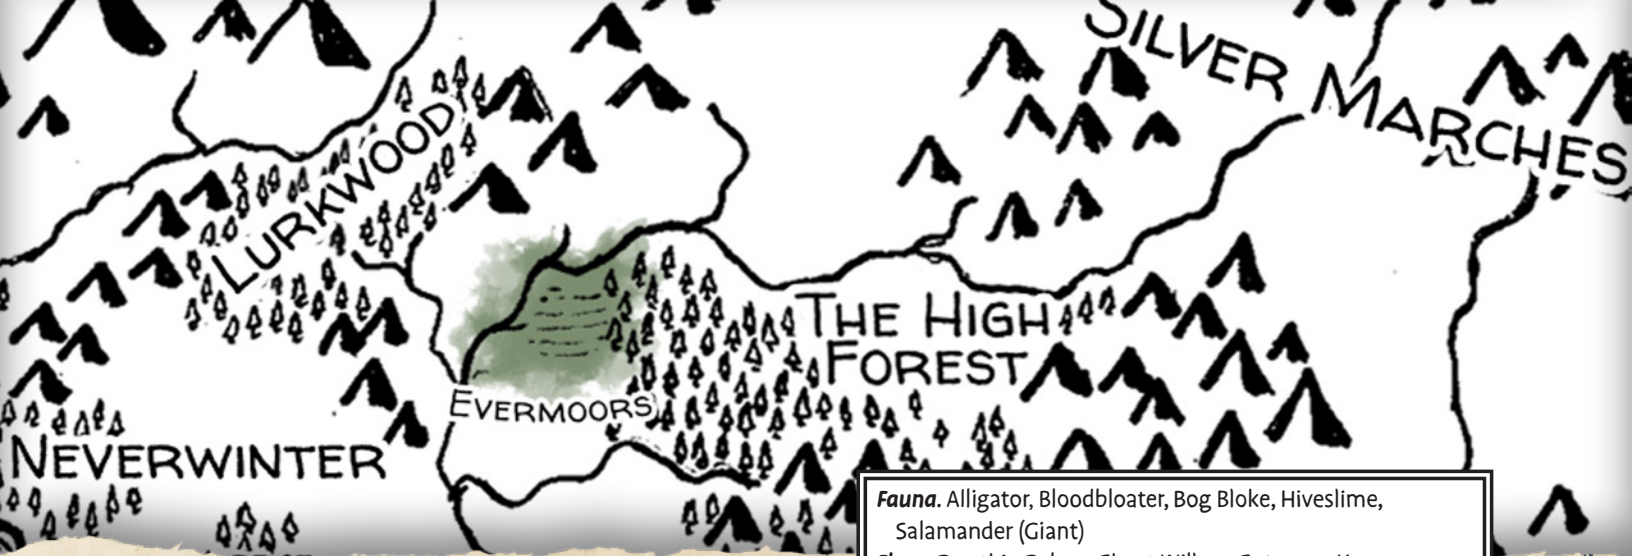 SILVER MARCHES
LURKWOOD
THE HIGH
FOREST
EVERMOORS
NEVERWINTER
Fauna. Alligator, Bloodbloater, Bog Bloke, Hiveslime,
Salamander (Giant)